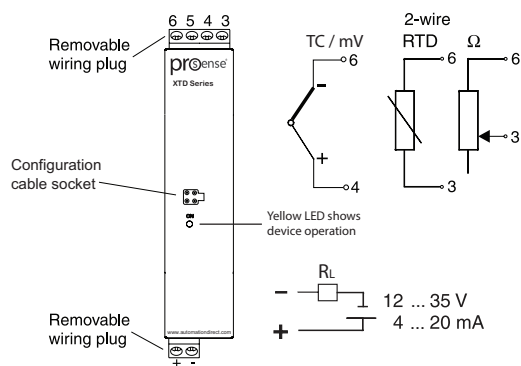 6 5 4 3
Removable
wiring plug
prosense®
XTD Series
Configuration
cable socket
ON
Yellow LED shows
device operation
www.automationdirect.com
Removable
wiring plug
+ -
TC / mV
6
-
+
4
2-wire
RTD
6
3
Ω
6
3
RL
-
+
12 ... 35 V
4 ... 20 mA